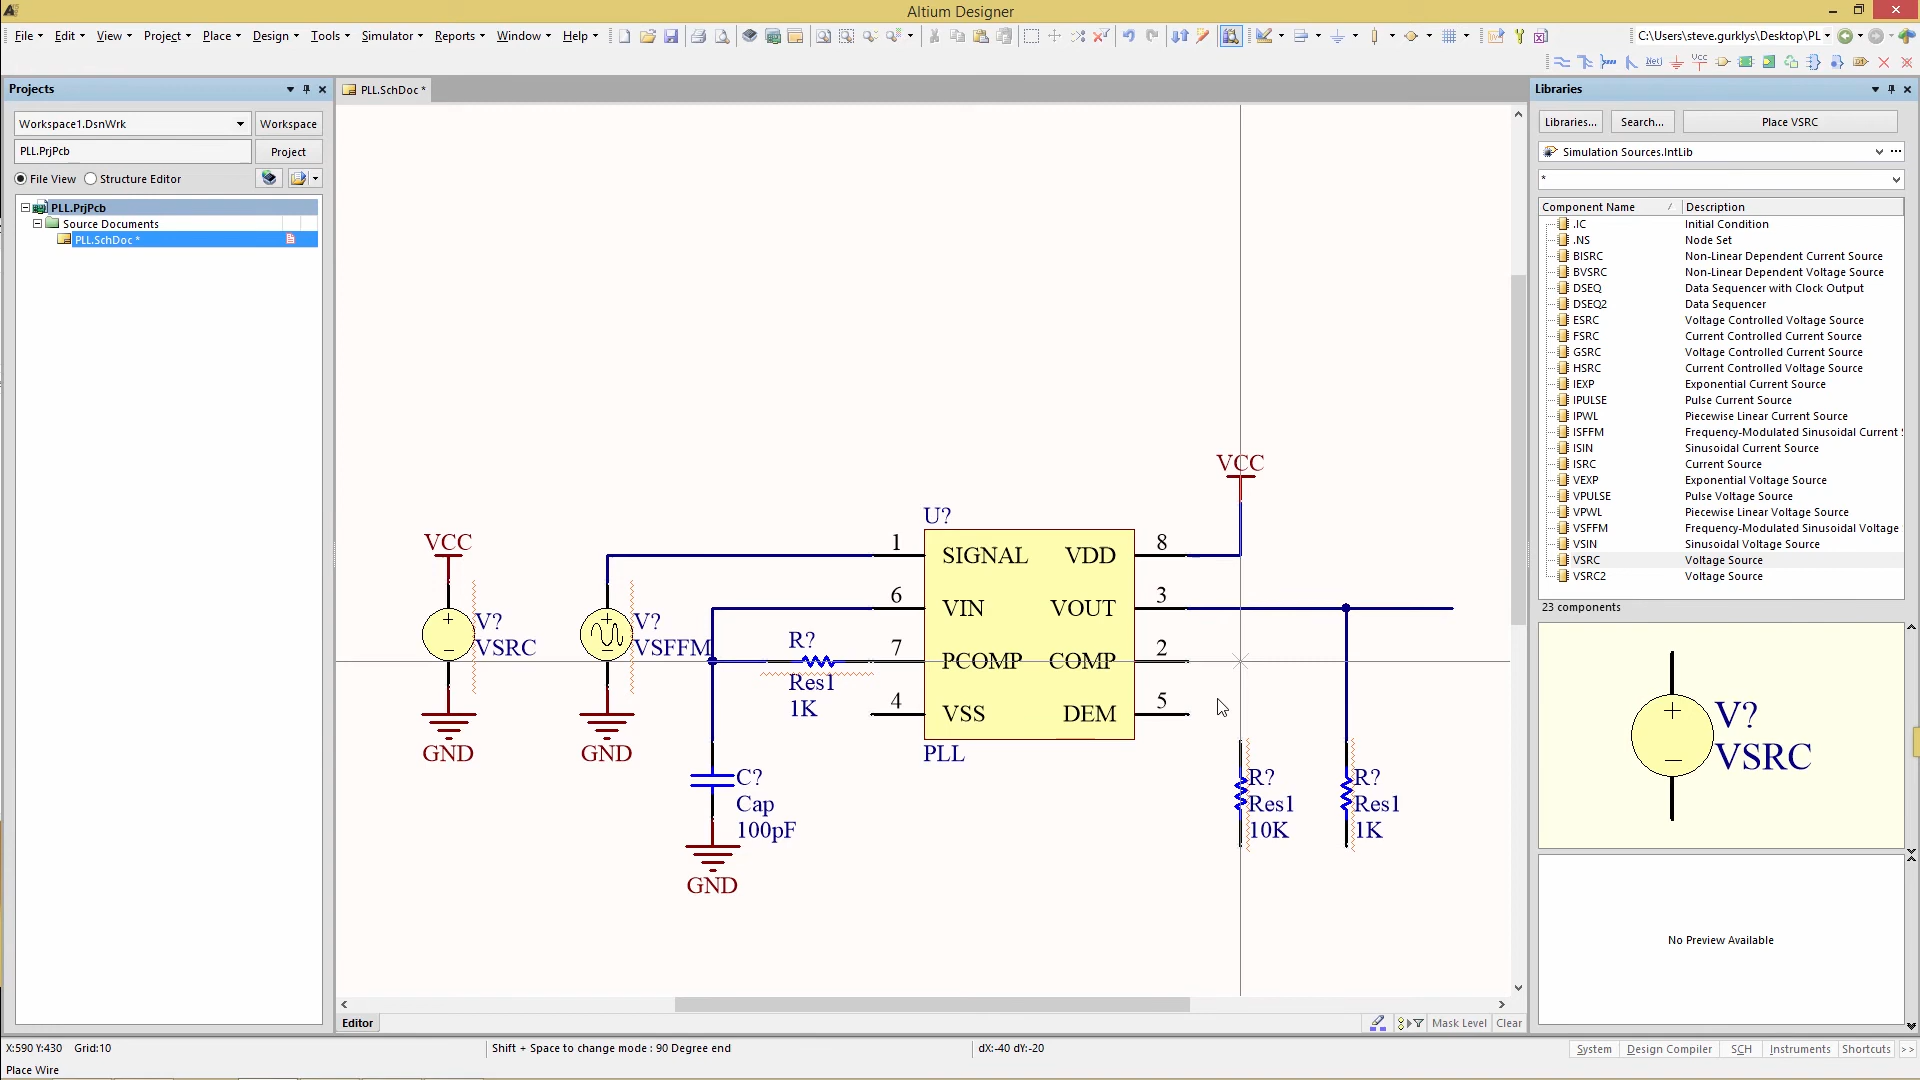 Altium Designer
File Edit View Project Place Design Tools Simulator Reports Window Help
C:\Users\steve.gurklys\Desktop\PL
Projects
PLL.SchDoc *
Libraries
Workspace1.DsnWrk
Workspace
PLL.PrjPcb
Project
File View
Structure Editor
PLL.PrjPcb
Source Documents
PLL.SchDoc *
Libraries...
Search...
Place VSRC
Simulation Sources.IntLib
*
Component Name / Description
.IC Initial Condition
.NS Node Set
BISRC Non-Linear Dependent Current Source
BVSRC Non-Linear Dependent Voltage Source
DSEQ Data Sequencer with Clock Output
DSEQ2 Data Sequencer
ESRC Voltage Controlled Voltage Source
FSRC Current Controlled Current Source
GSRC Voltage Controlled Current Source
HSRC Current Controlled Voltage Source
IEXP Exponential Current Source
IPULSE Pulse Current Source
IPWL Piecewise Linear Current Source
ISFFM Frequency-Modulated Sinusoidal Current
ISIN Sinusoidal Current Source
ISRC Current Source
VEXP Exponential Voltage Source
VPULSE Pulse Voltage Source
VPWL Piecewise Linear Voltage Source
VSFFM Frequency-Modulated Sinusoidal Voltage
VSIN Sinusoidal Voltage Source
VSRC Voltage Source
VSRC2 Voltage Source
23 components
V?
VSRC
No Preview Available
VCC
U?
VCC
1 SIGNAL VDD 8
6 VIN VOUT 3
7 PCOMP COMP 2
4 VSS DEM 5
PLL
V?
VSRC
GND
V?
VSFFM
GND
R?
Res1
1K
C?
Cap
100pF
GND
R?
Res1
10K
R?
Res1
1K
Editor
Mask Level
Clear
X:590 Y:430 Grid:10
Shift + Space to change mode : 90 Degree end
dX:-40 dY:-20
System
Design Compiler
SCH
Instruments
Shortcuts
>>
Place Wire